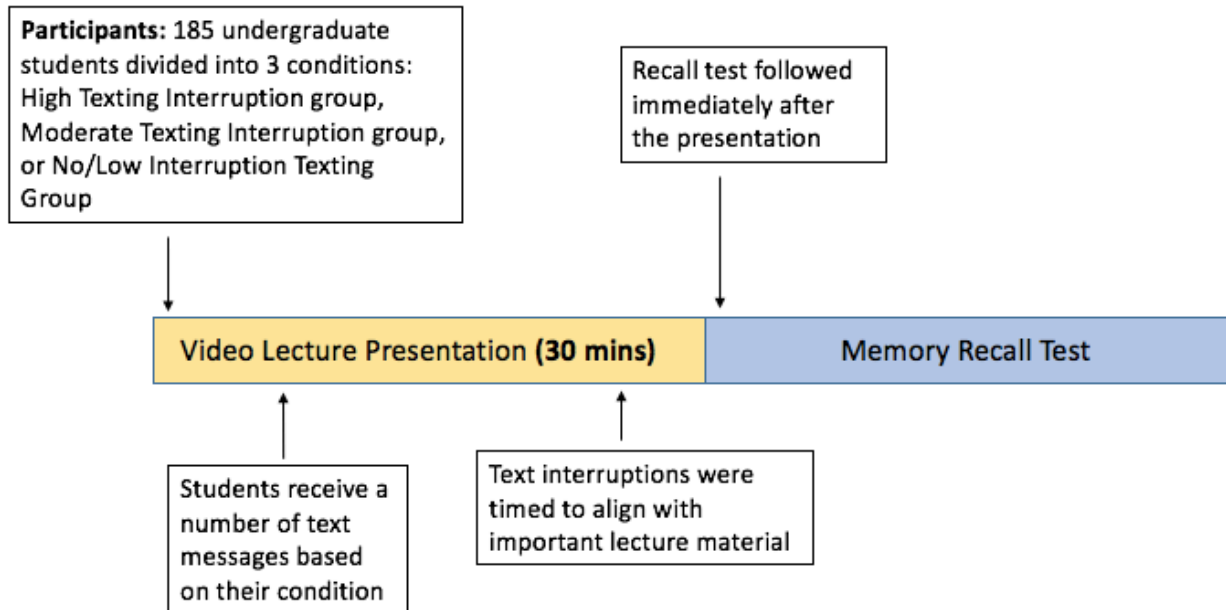 Participants: 185 undergraduate
students divided into 3 conditions:
High Texting Interruption group,
Moderate Texting Interruption group,
or No/Low Interruption Texting
Group
Recall test followed
immediately after
the presentation
Video Lecture Presentation (30 mins)
Memory Recall Test
Students receive a
number of text
messages based
on their condition
Text interruptions were
timed to align with
important lecture material